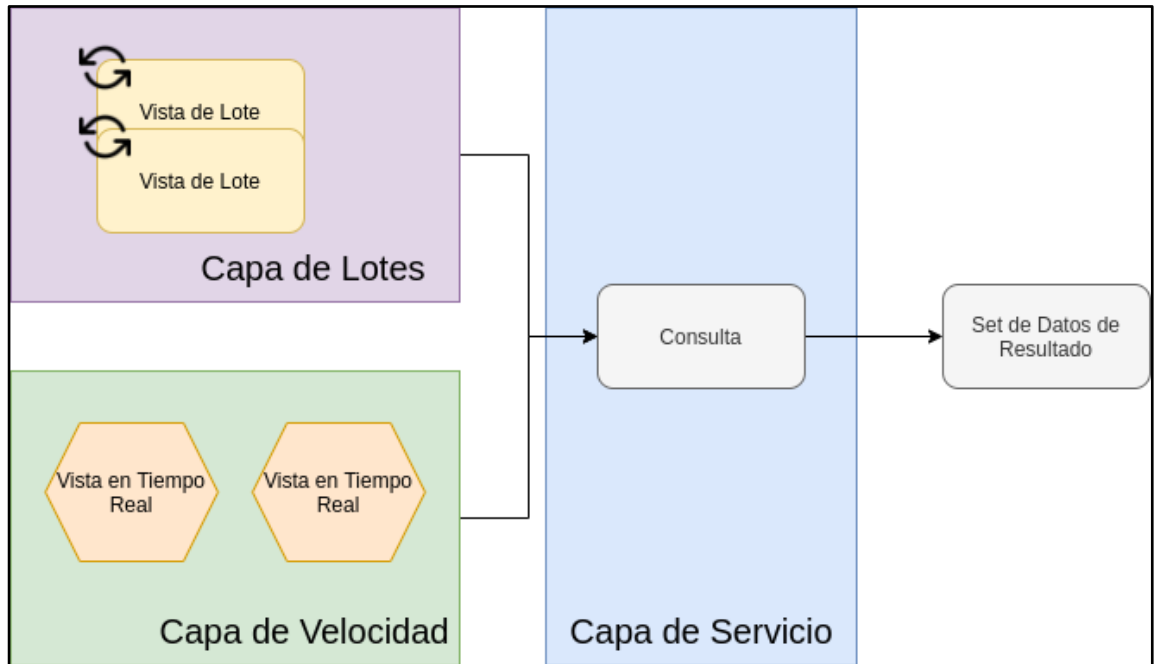 Vista de Lote
Vista de Lote
Capa de Lotes
Vista en Tiempo
Real
Vista en Tiempo
Real
Capa de Velocidad
Consulta
Capa de Servicio
Set de Datos de
Resultado